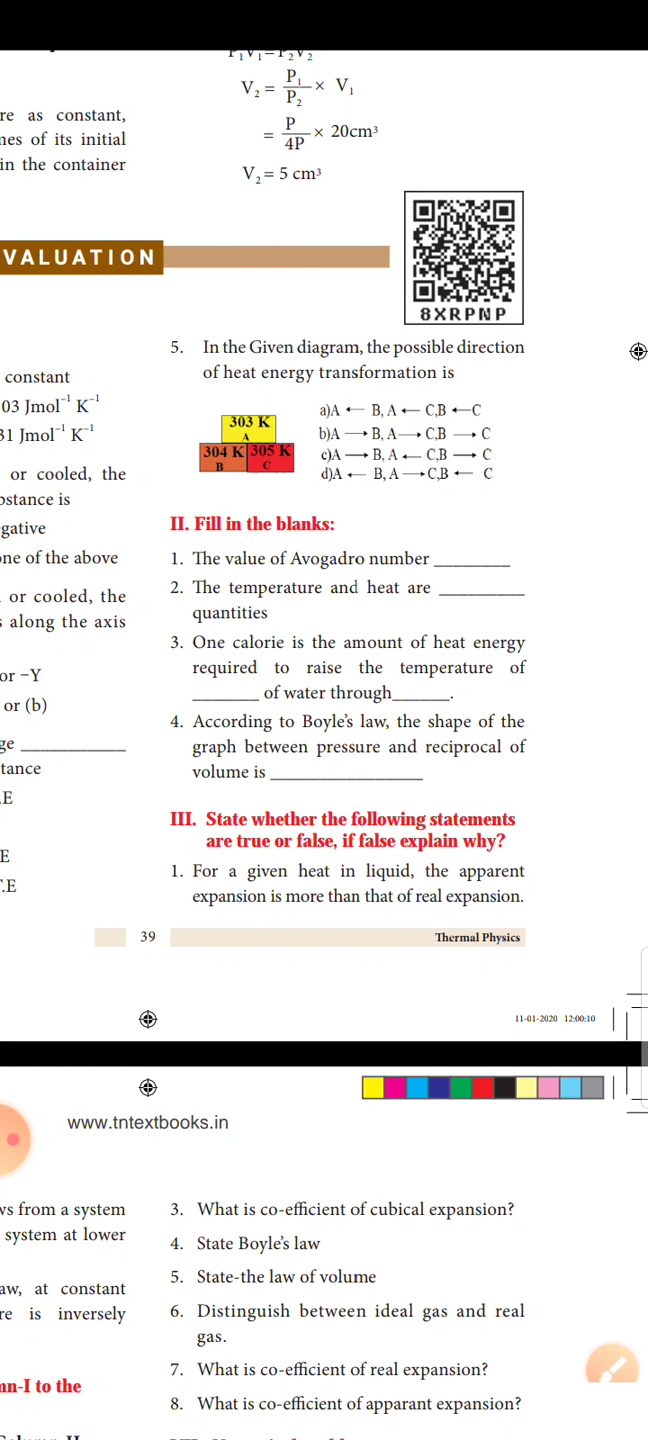 P₁V₁=P₂V₂
V₂ = P₁/P₂ × V₁
= P/4P × 20cm³
V₂ = 5 cm³
re as constant,
nes of its initial
in the container
VALUATION
8XRPNP
constant
03 Jmol⁻¹ K⁻¹
31 Jmol⁻¹ K⁻¹
or cooled, the
bstance is
gative
one of the above
or cooled, the
s along the axis
or −Y
or (b)
ge ___________
tance
.E
E
.E
5. In the Given diagram, the possible direction
of heat energy transformation is
303 K
A
304 K 305 K
B C
a)A ← B, A ← C,B ← C
b)A → B, A → C,B → C
c)A → B, A ← C,B → C
d)A ← B, A → C,B ← C
II. Fill in the blanks:
1. The value of Avogadro number ________
2. The temperature and heat are _________
quantities
3. One calorie is the amount of heat energy
required to raise the temperature of
_______ of water through______.
4. According to Boyle's law, the shape of the
graph between pressure and reciprocal of
volume is ________________
III. State whether the following statements
are true or false, if false explain why?
1. For a given heat in liquid, the apparent
expansion is more than that of real expansion.
39
Thermal Physics
11-01-2020 12:00:10
www.tntextbooks.in
ws from a system
system at lower
aw, at constant
re is inversely
mn-I to the
3. What is co-efficient of cubical expansion?
4. State Boyle's law
5. State-the law of volume
6. Distinguish between ideal gas and real
gas.
7. What is co-efficient of real expansion?
8. What is co-efficient of apparant expansion?